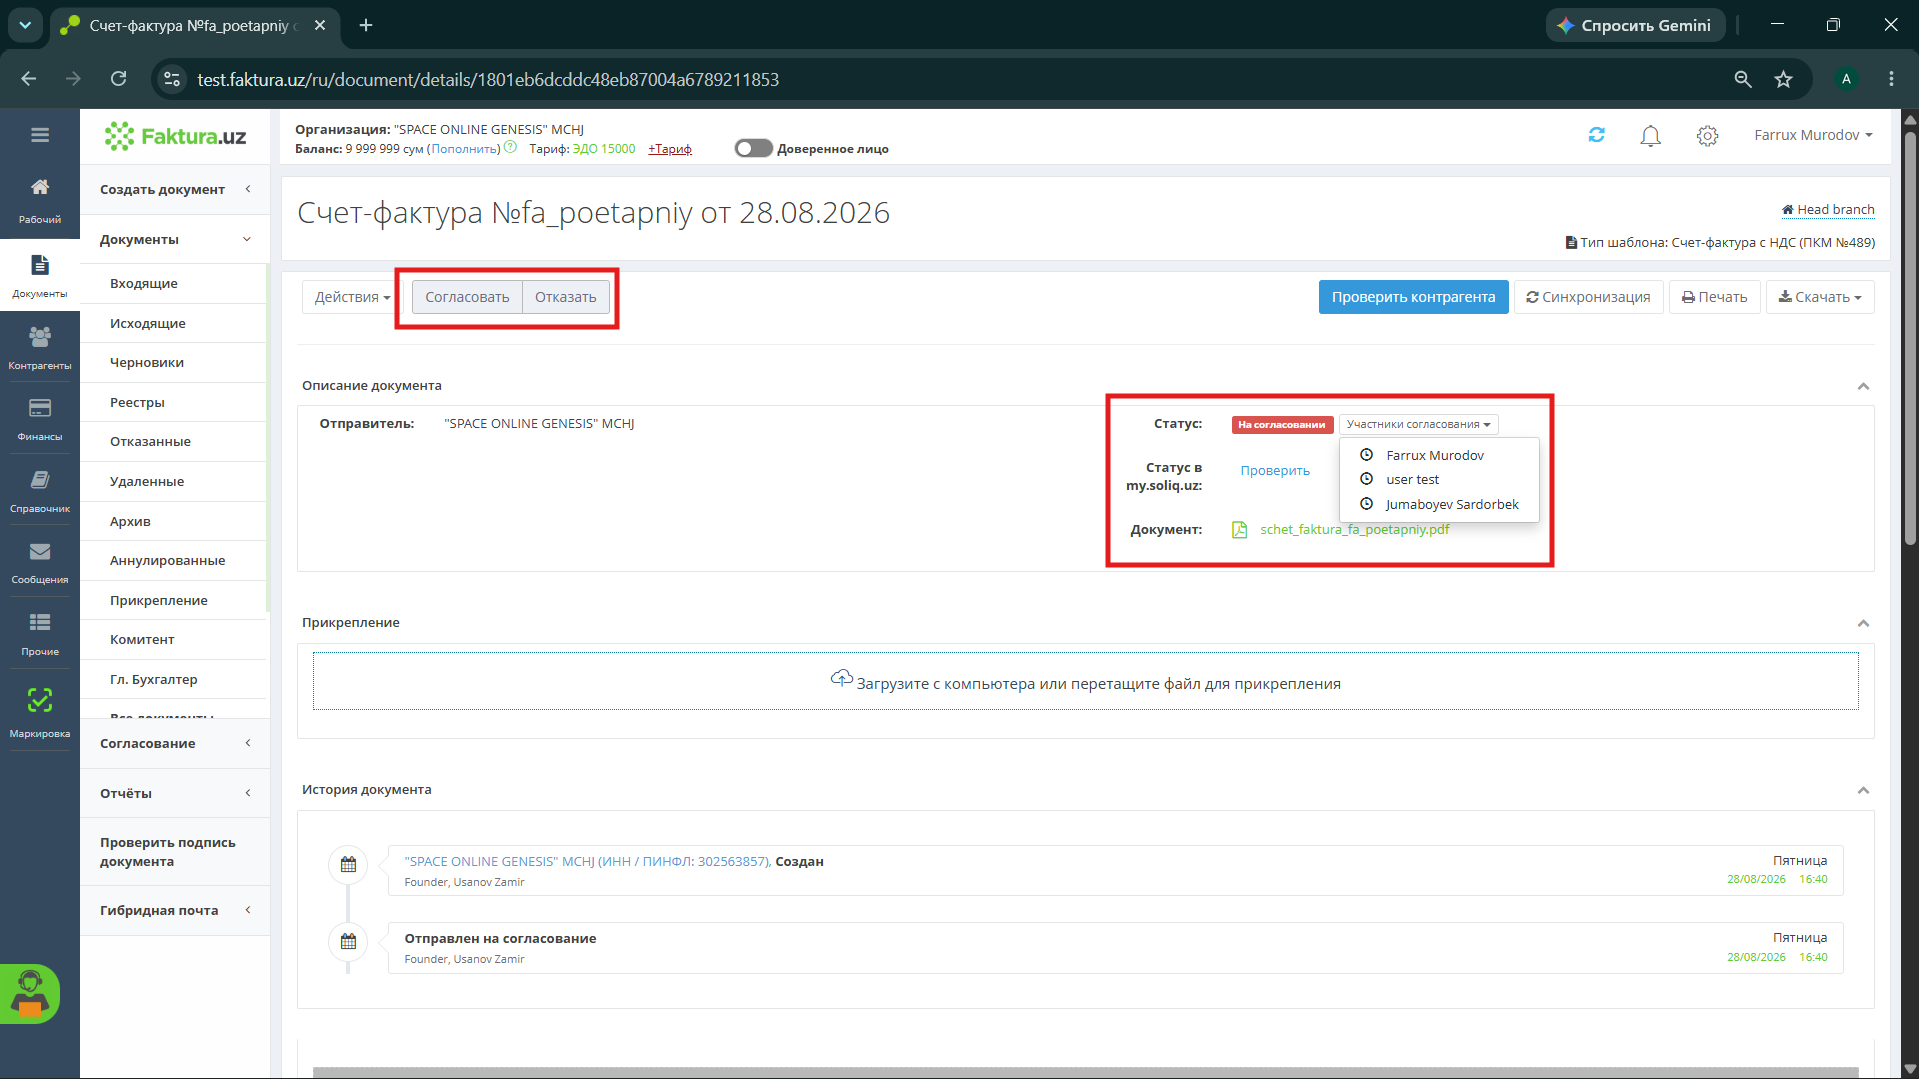 Счет-фактура №fa_poetapniy с
Спросить Gemini
test.faktura.uz/ru/document/details/1801eb6dcddc48eb87004a6789211853
A
Faktura.uz
Организация: "SPACE ONLINE GENESIS" MCHJ
Баланс: 9 999 999 сум (Пополнить) ? Тариф: ЭДО 15000 +Тариф
Доверенное лицо
Farrux Murodov
Рабочий
Документы
Контрагенты
Финансы
Справочник
Сообщения
Прочие
Маркировка
Создать документ
Документы
Входящие
Исходящие
Черновики
Реестры
Отказанные
Удаленные
Архив
Аннулированные
Прикрепление
Комитент
Гл. Бухгалтер
Все документы
Согласование
Отчёты
Проверить подпись
документа
Гибридная почта
Счет-фактура №fa_poetapniy от 28.08.2026
Head branch
Тип шаблона: Счет-фактура с НДС (ПКМ №489)
Действия
Согласовать
Отказать
Проверить контрагента
Синхронизация
Печать
Скачать
Описание документа
Отправитель: "SPACE ONLINE GENESIS" MCHJ
Статус: На согласовании Участники согласования
Farrux Murodov
user test
Jumaboyev Sardorbek
Статус в
my.soliq.uz: Проверить
Документ: schet_faktura_fa_poetapniy.pdf
Прикрепление
Загрузите с компьютера или перетащите файл для прикрепления
История документа
"SPACE ONLINE GENESIS" MCHJ (ИНН / ПИНФЛ: 302563857), Создан
Founder, Usanov Zamir
Пятница
28/08/2026 16:40
Отправлен на согласование
Founder, Usanov Zamir
Пятница
28/08/2026 16:40